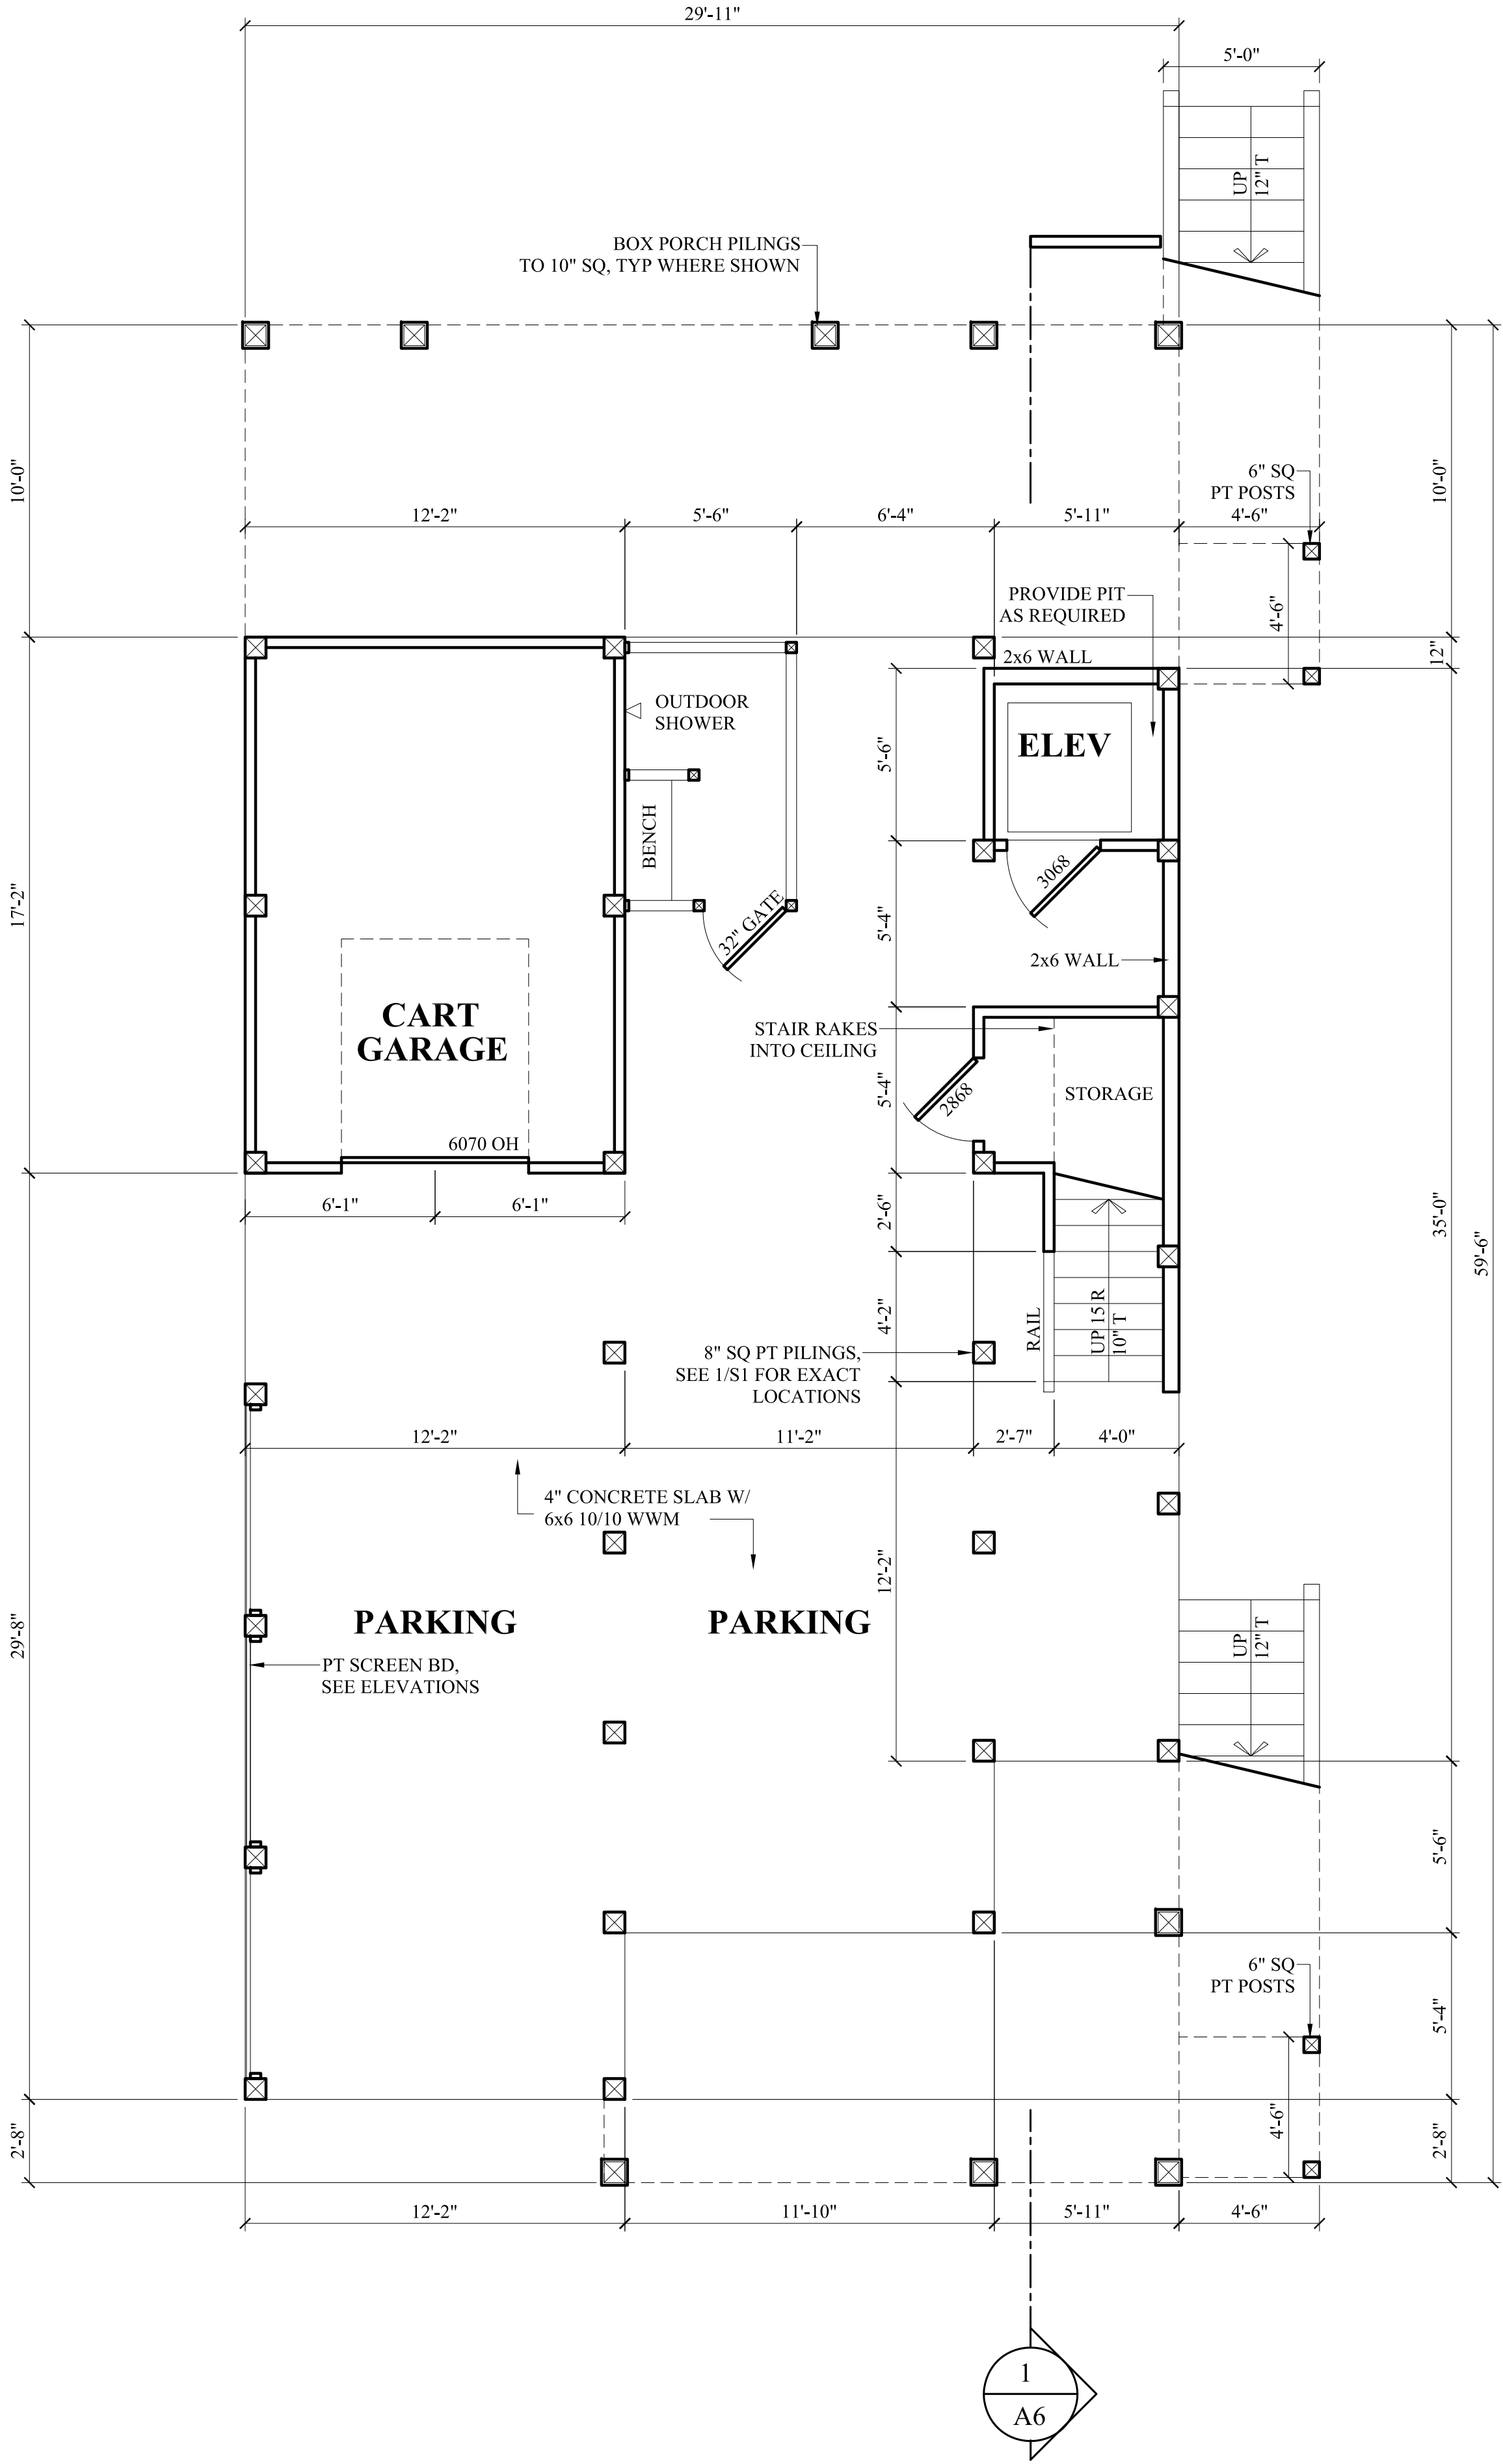 29'-11"
5'-0"
UP
12" T
BOX PORCH PILINGS
TO 10" SQ, TYP WHERE SHOWN
10'-0"
10'-0"
6" SQ
PT POSTS
12'-2"
5'-6"
6'-4"
5'-11"
4'-6"
4'-6"
PROVIDE PIT
AS REQUIRED
12"
2x6 WALL
OUTDOOR
SHOWER
ELEV
5'-6"
BENCH
3068
17'-2"
32" GATE
5'-4"
2x6 WALL
CART
GARAGE
STAIR RAKES
INTO CEILING
5'-4"
2868
STORAGE
6070 OH
6'-1"
6'-1"
2'-6"
35'-0"
59'-6"
4'-2"
RAIL
UP 15 R
10" T
8" SQ PT PILINGS,
SEE 1/S1 FOR EXACT
LOCATIONS
12'-2"
11'-2"
2'-7"
4'-0"
4" CONCRETE SLAB W/
6x6 10/10 WWM
12'-2"
29'-8"
PARKING
PARKING
UP
12" T
PT SCREEN BD,
SEE ELEVATIONS
5'-6"
6" SQ
PT POSTS
5'-4"
4'-6"
2'-8"
2'-8"
12'-2"
11'-10"
5'-11"
4'-6"
1
A6